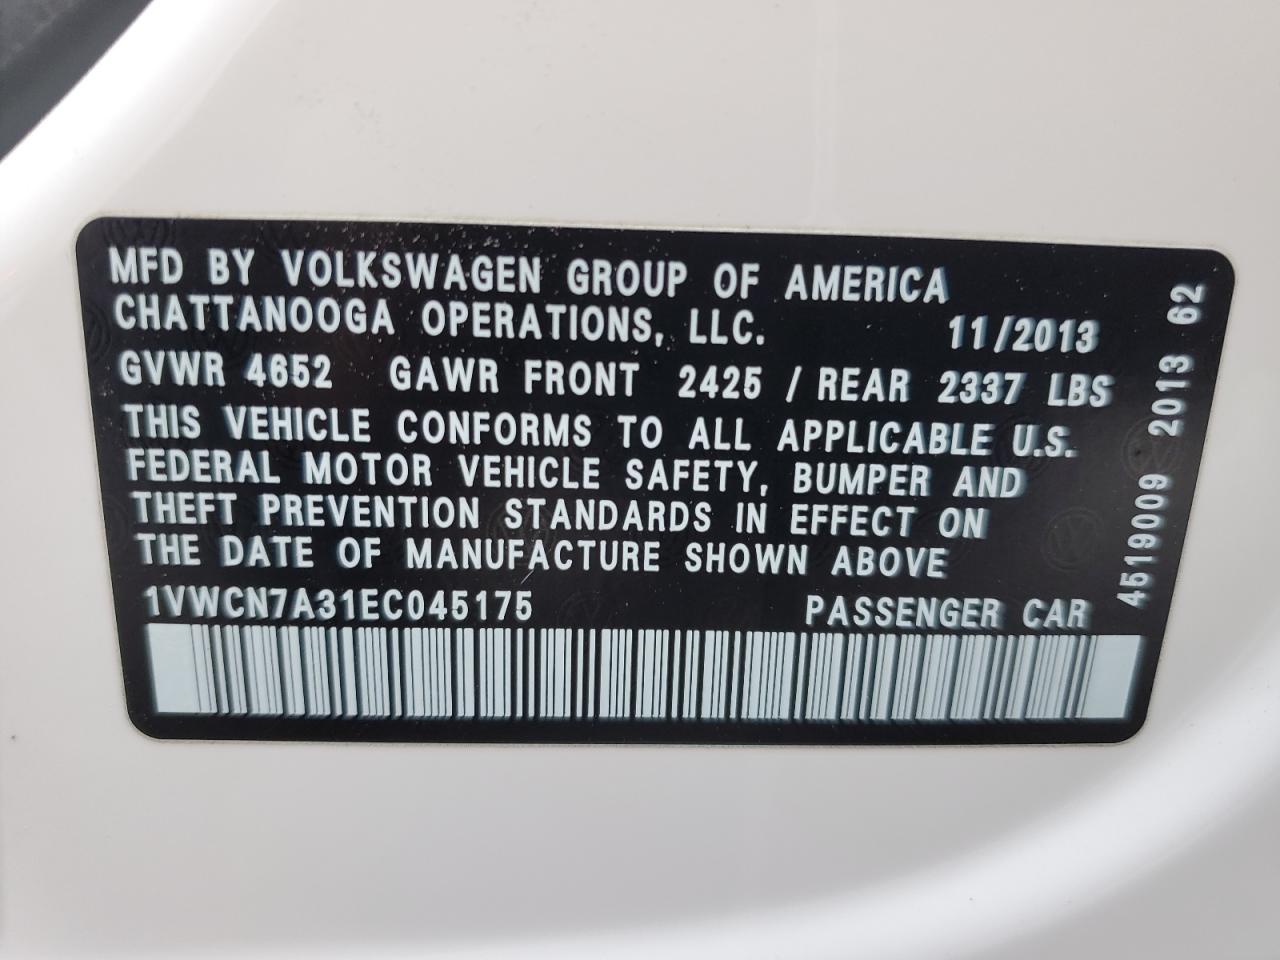 MFD BY VOLKSWAGEN GROUP OF AMERICA
CHATTANOOGA OPERATIONS, LLC. 11/2013
GVWR 4652 GAWR FRONT 2425 / REAR 2337 LBS
THIS VEHICLE CONFORMS TO ALL APPLICABLE U.S.
FEDERAL MOTOR VEHICLE SAFETY, BUMPER AND
THEFT PREVENTION STANDARDS IN EFFECT ON
THE DATE OF MANUFACTURE SHOWN ABOVE
1VWCN7A31EC045175 PASSENGER CAR
4519009 2013 62